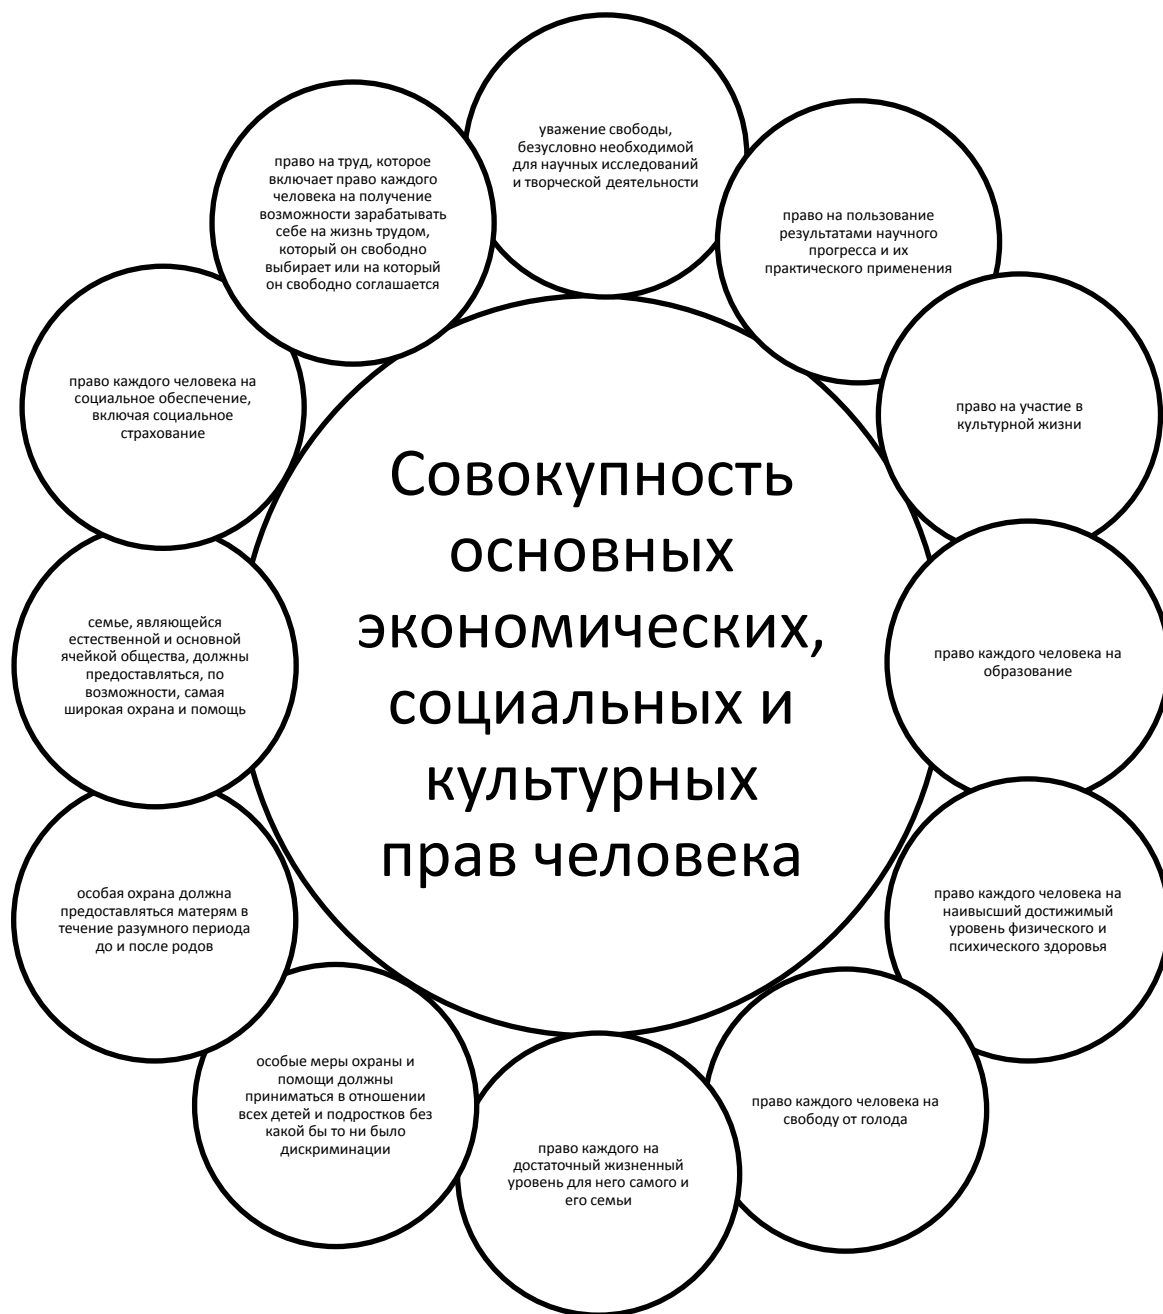 уважение свободы,
безусловно необходимой
для научных исследований
и творческой деятельности
право на пользование
результатами научного
прогресса и их
практического применения
право на участие в
культурной жизни
право каждого человека на
образование
право каждого человека на
наивысший достижимый
уровень физического и
психического здоровья
право каждого человека на
свободу от голода
право каждого на
достаточный жизненный
уровень для него самого и
его семьи
особые меры охраны и
помощи должны
приниматься в отношении
всех детей и подростков без
какой бы то ни было
дискриминации
особая охрана должна
предоставляться матерям в
течение разумного периода
до и после родов
семье, являющейся
естественной и основной
ячейкой общества, должны
предоставляться, по
возможности, самая
широкая охрана и помощь
право каждого человека на
социальное обеспечение,
включая социальное
страхование
право на труд, которое
включает право каждого
человека на получение
возможности зарабатывать
себе на жизнь трудом,
который он свободно
выбирает или на который
он свободно соглашается
Совокупность
основных
экономических,
социальных и
культурных
прав человека